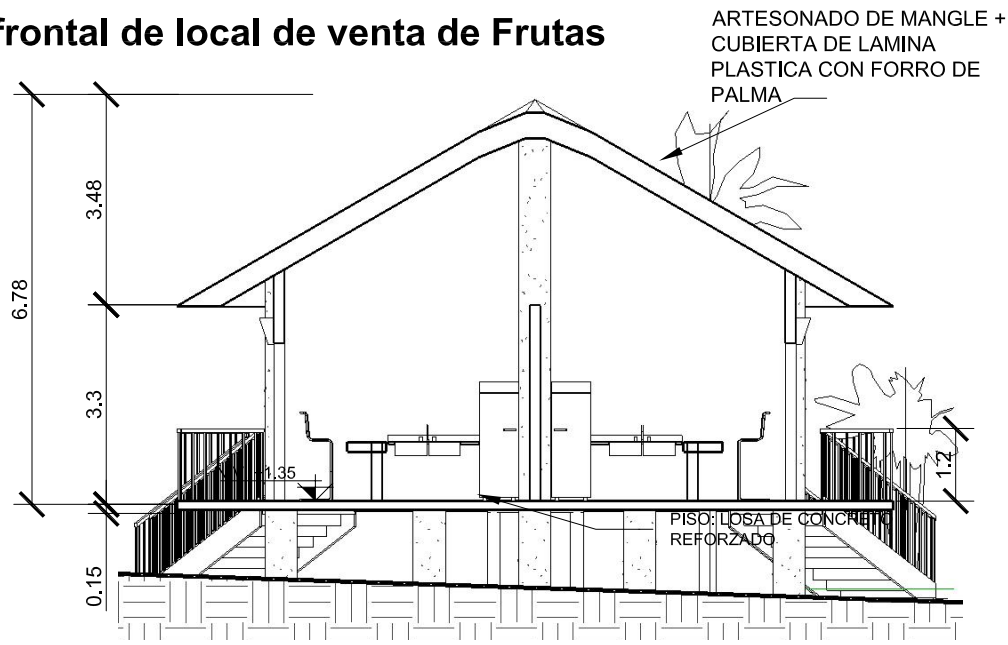 frontal de local de venta de Frutas
ARTESONADO DE MANGLE +
CUBIERTA DE LAMINA
PLASTICA CON FORRO DE
PALMA
3.48
6.78
3.3
1.2
1.35
PISO: LOSA DE CONCRETO
REFORZADO
0.15